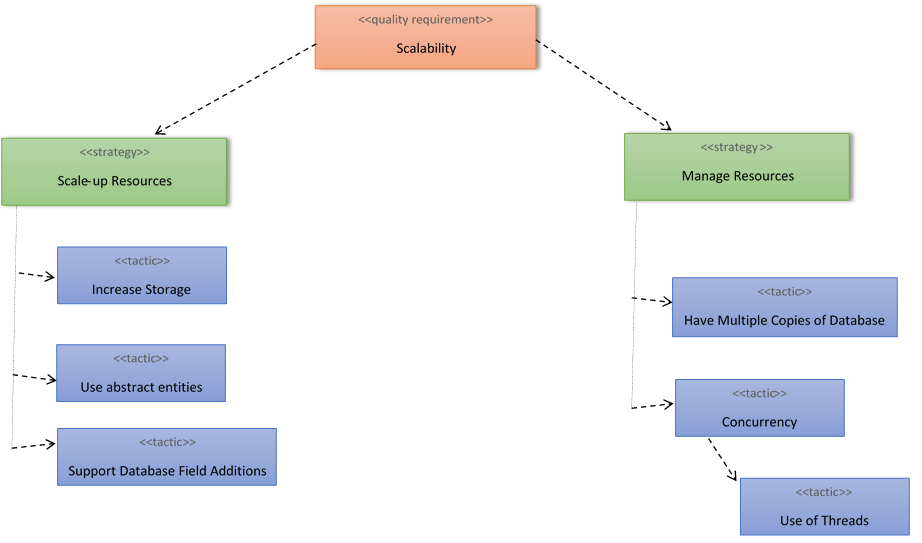 <<quality requirement>>
Scalability
<<strategy>>
Scale-up Resources
<<tactic>>
Increase Storage
<<tactic>>
Use abstract entities
<<tactic>>
Support Database Field Additions
<<strategy>>
Manage Resources
<<tactic>>
Have Multiple Copies of Database
<<tactic>>
Concurrency
<<tactic>>
Use of Threads